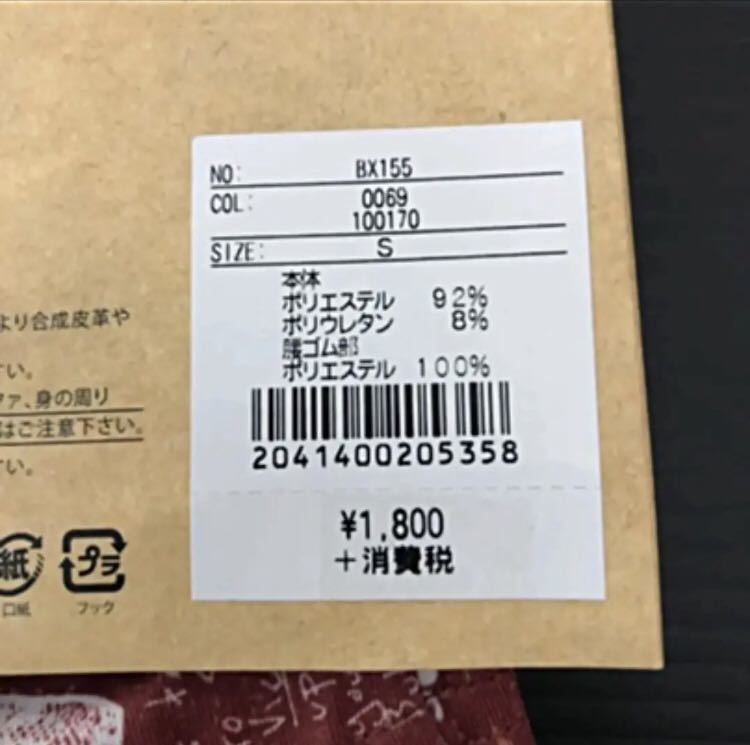 NO: BX155
COL: 0069
100170
SIZE: S
本体
ポリエステル 92%
ポリウレタン 8%
腰ゴム部
ポリエステル 100%
2041400205358
¥1,800
+消費税
より合成皮革や
さい。
ファ、身の周り
はご注意下さい。
さい。
紙
プラ
口紙
フック